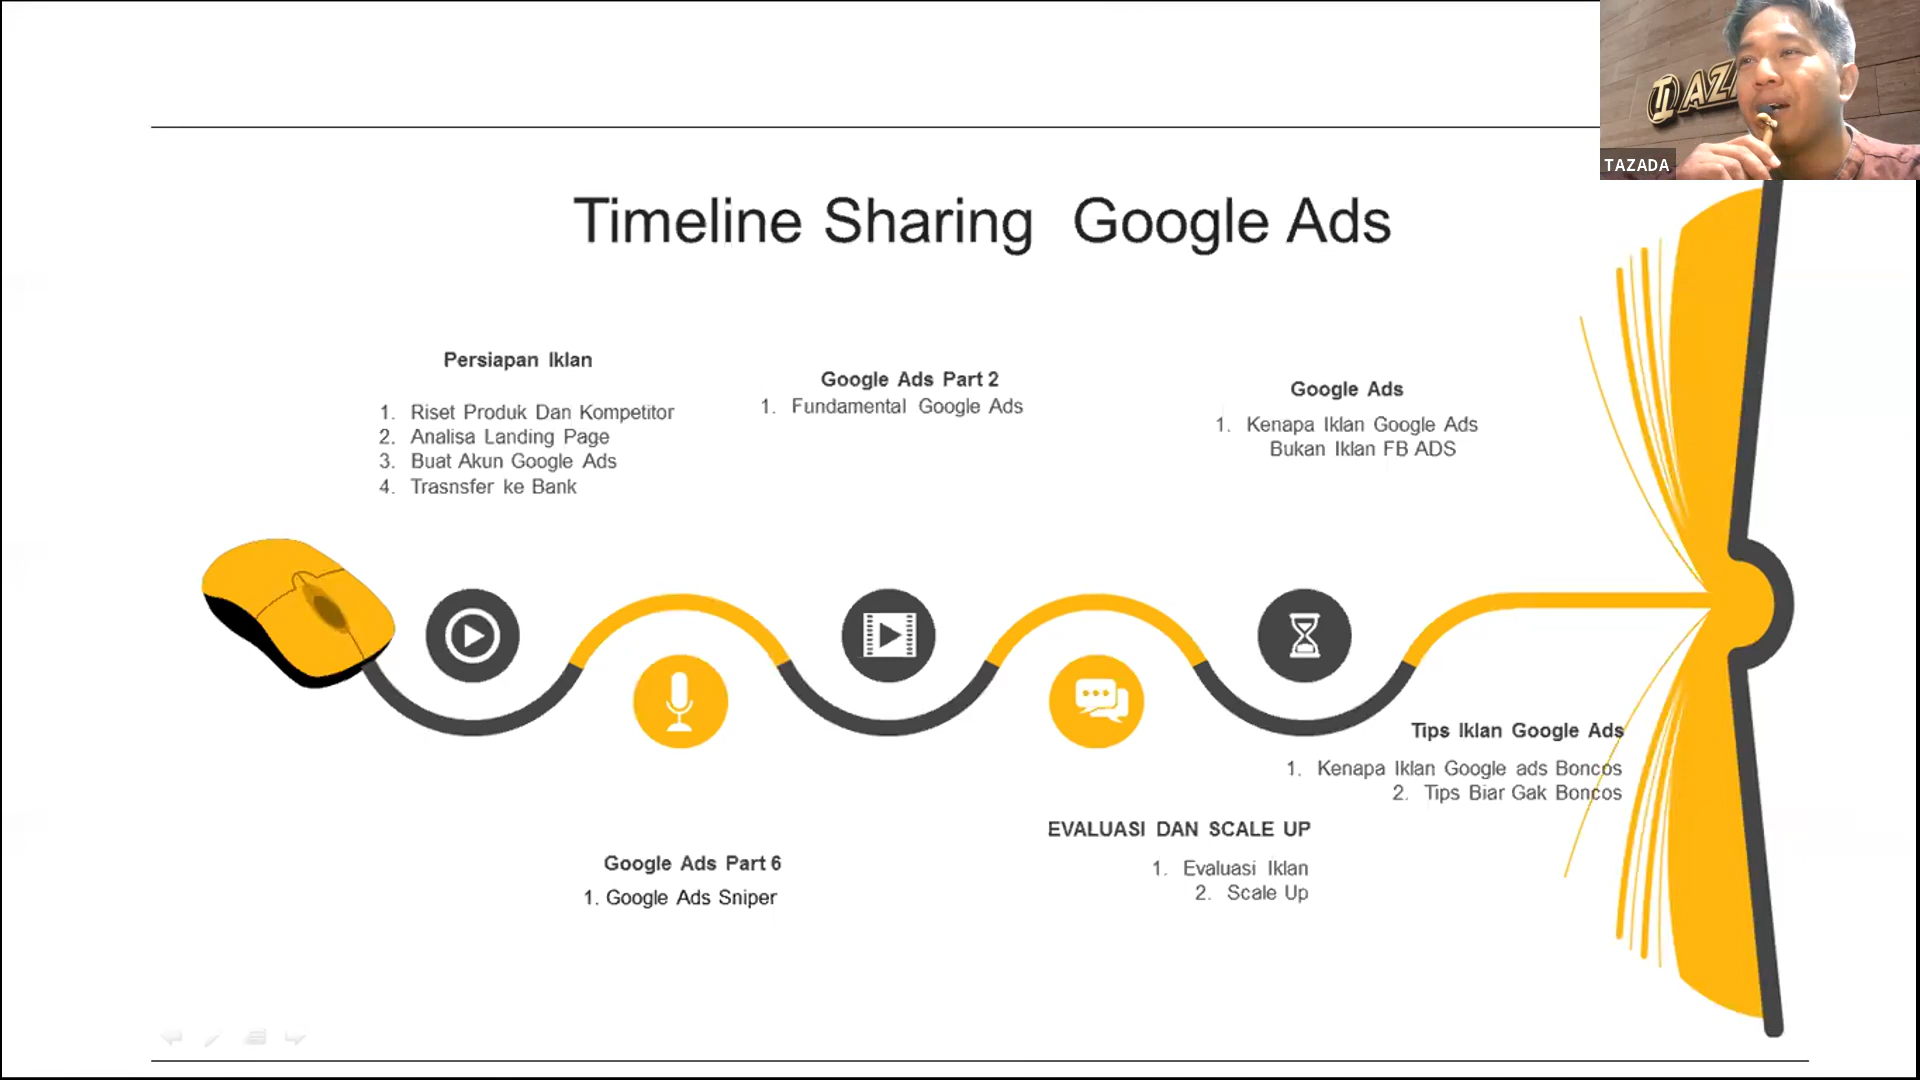 AZ
TAZADA
Timeline Sharing Google Ads
Persiapan Iklan
1. Riset Produk Dan Kompetitor
2. Analisa Landing Page
3. Buat Akun Google Ads
4. Trasnsfer ke Bank
Google Ads Part 2
1. Fundamental Google Ads
Google Ads
1. Kenapa Iklan Google Ads
Bukan Iklan FB ADS
Google Ads Part 6
1. Google Ads Sniper
EVALUASI DAN SCALE UP
1. Evaluasi Iklan
2. Scale Up
Tips Iklan Google Ads
1. Kenapa Iklan Google ads Boncos
2. Tips Biar Gak Boncos